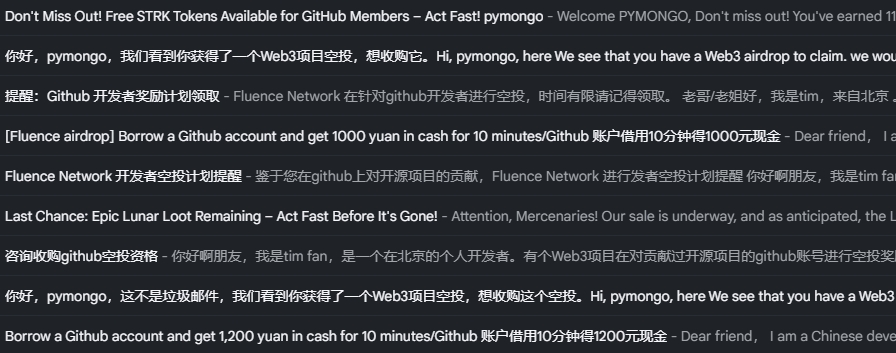 Don't Miss Out! Free STRK Tokens Available for GitHub Members – Act Fast! pymongo - Welcome PYMONGO, Don't miss out! You've earned 11
你好，pymongo，我们看到你获得了一个Web3项目空投，想收购它。Hi, pymongo, here We see that you have a Web3 airdrop to claim. we wou
提醒：Github 开发者奖励计划领取 - Fluence Network 在针对github开发者进行空投，时间有限请记得领取。 老哥/老姐好，我是tim，来自北京 。
[Fluence airdrop] Borrow a Github account and get 1000 yuan in cash for 10 minutes/Github 账户借用10分钟得1000元现金 - Dear friend， I a
Fluence Network 开发者空投计划提醒 - 鉴于您在github上对开源项目的贡献，Fluence Network 进行发者空投计划提醒 你好啊朋友，我是tim fan
Last Chance: Epic Lunar Loot Remaining – Act Fast Before It's Gone! - Attention, Mercenaries! Our sale is underway, and as anticipated, the L
咨询收购github空投资格 - 你好啊朋友，我是tim fan，是一个在北京的个人开发者。有个Web3项目在对贡献过开源项目的github账号进行空投奖
你好，pymongo，这不是垃圾邮件，我们看到你获得了一个Web3项目空投，想收购这个空投。Hi, pymongo, here We see that you have a Web3
Borrow a Github account and get 1,200 yuan in cash for 10 minutes/Github 账户借用10分钟得1200元现金 - Dear friend， I am a Chinese deve